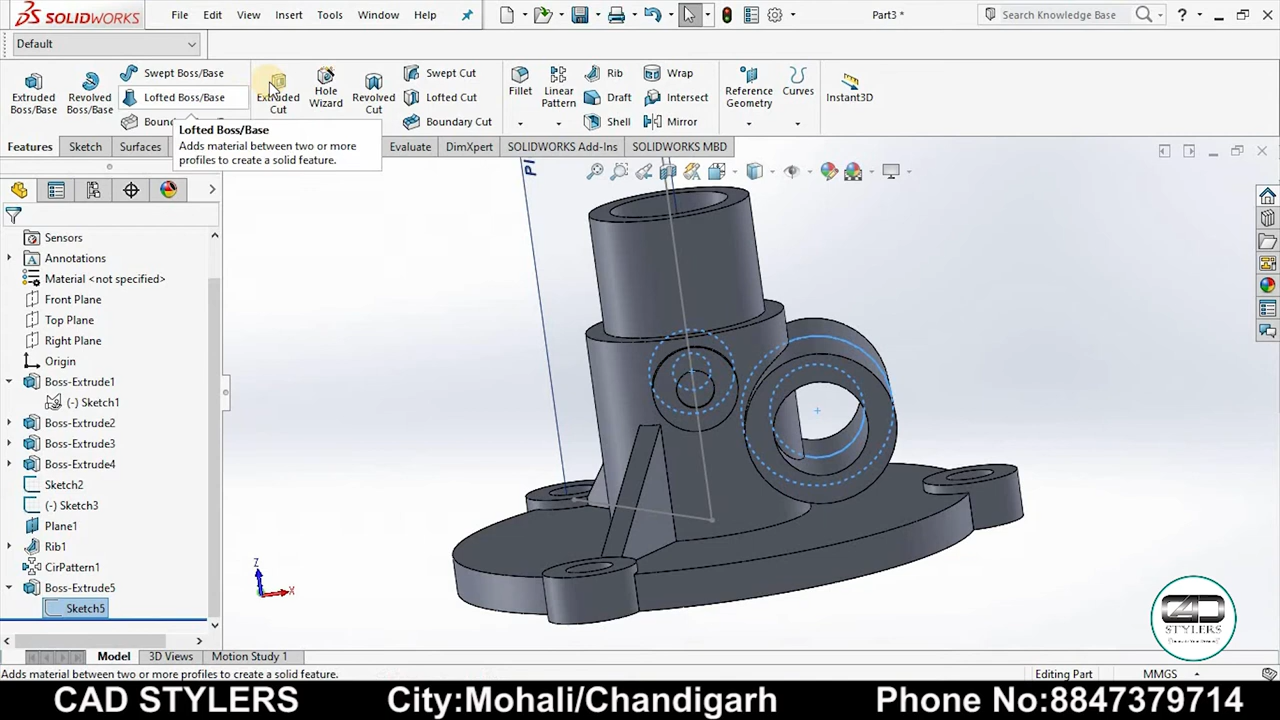 SOLIDWORKS File Edit View Insert Tools Window Help Part3 * Search Knowledge Base ?
Default
Extruded Boss/Base
Revolved Boss/Base
Swept Boss/Base
Lofted Boss/Base
Bound
Extruded Cut
Hole Wizard
Revolved Cut
Swept Cut
Lofted Cut
Boundary Cut
Fillet
Linear Pattern
Rib
Draft
Shell
Wrap
Intersect
Mirror
Reference Geometry
Curves
Instant3D
Lofted Boss/Base
Adds material between two or more
profiles to create a solid feature.
Features Sketch Surfaces Evaluate DimXpert SOLIDWORKS Add-Ins SOLIDWORKS MBD
Pl
Sensors
Annotations
Material <not specified>
Front Plane
Top Plane
Right Plane
Origin
Boss-Extrude1
(-) Sketch1
Boss-Extrude2
Boss-Extrude3
Boss-Extrude4
Sketch2
(-) Sketch3
Plane1
Rib1
CirPattern1
Boss-Extrude5
Sketch5
Z
X
CAD
STYLERS
Model 3D Views Motion Study 1
Adds material between two or more profiles to create a solid feature. Editing Part MMGS
CAD STYLERS City:Mohali/Chandigarh Phone No:8847379714